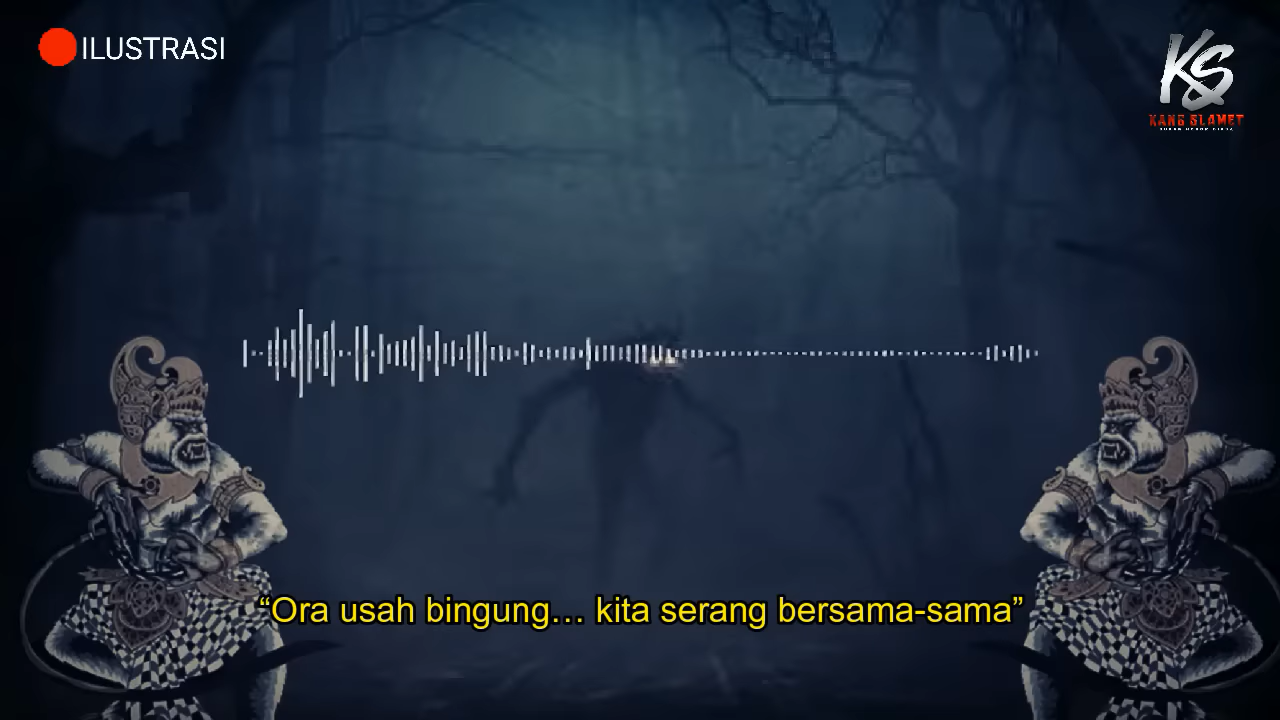 ILUSTRASI
KS
KANG SLAMET
“Ora usah bingung… kita serang bersama-sama”